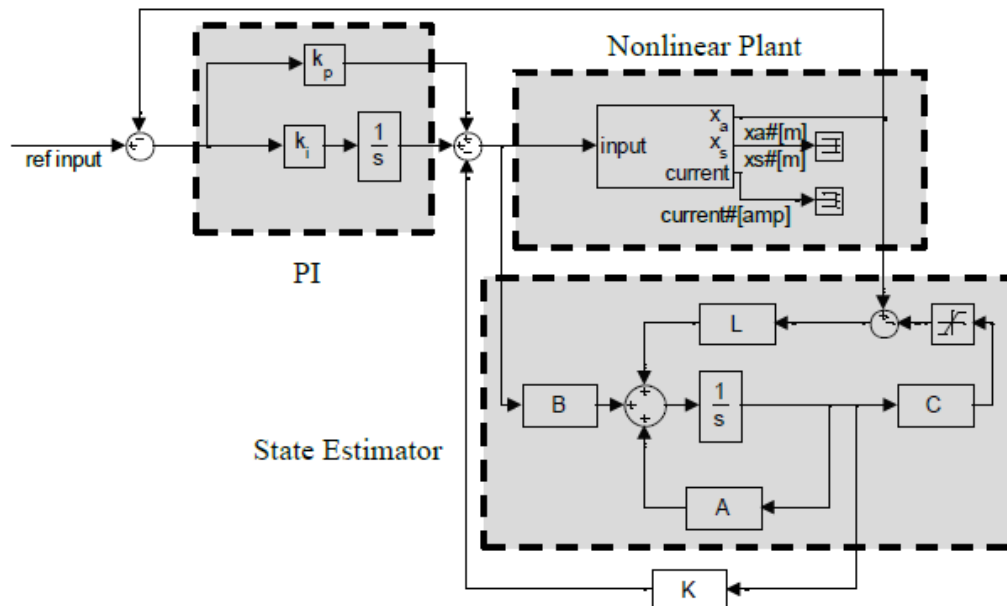 Nonlinear Plant
k p
x a
x s
current
input
xa#[m]
xs#[m]
current#[amp]
ref input
k i
1 s
PI
L
B
1 s
C
State Estimator
A
K